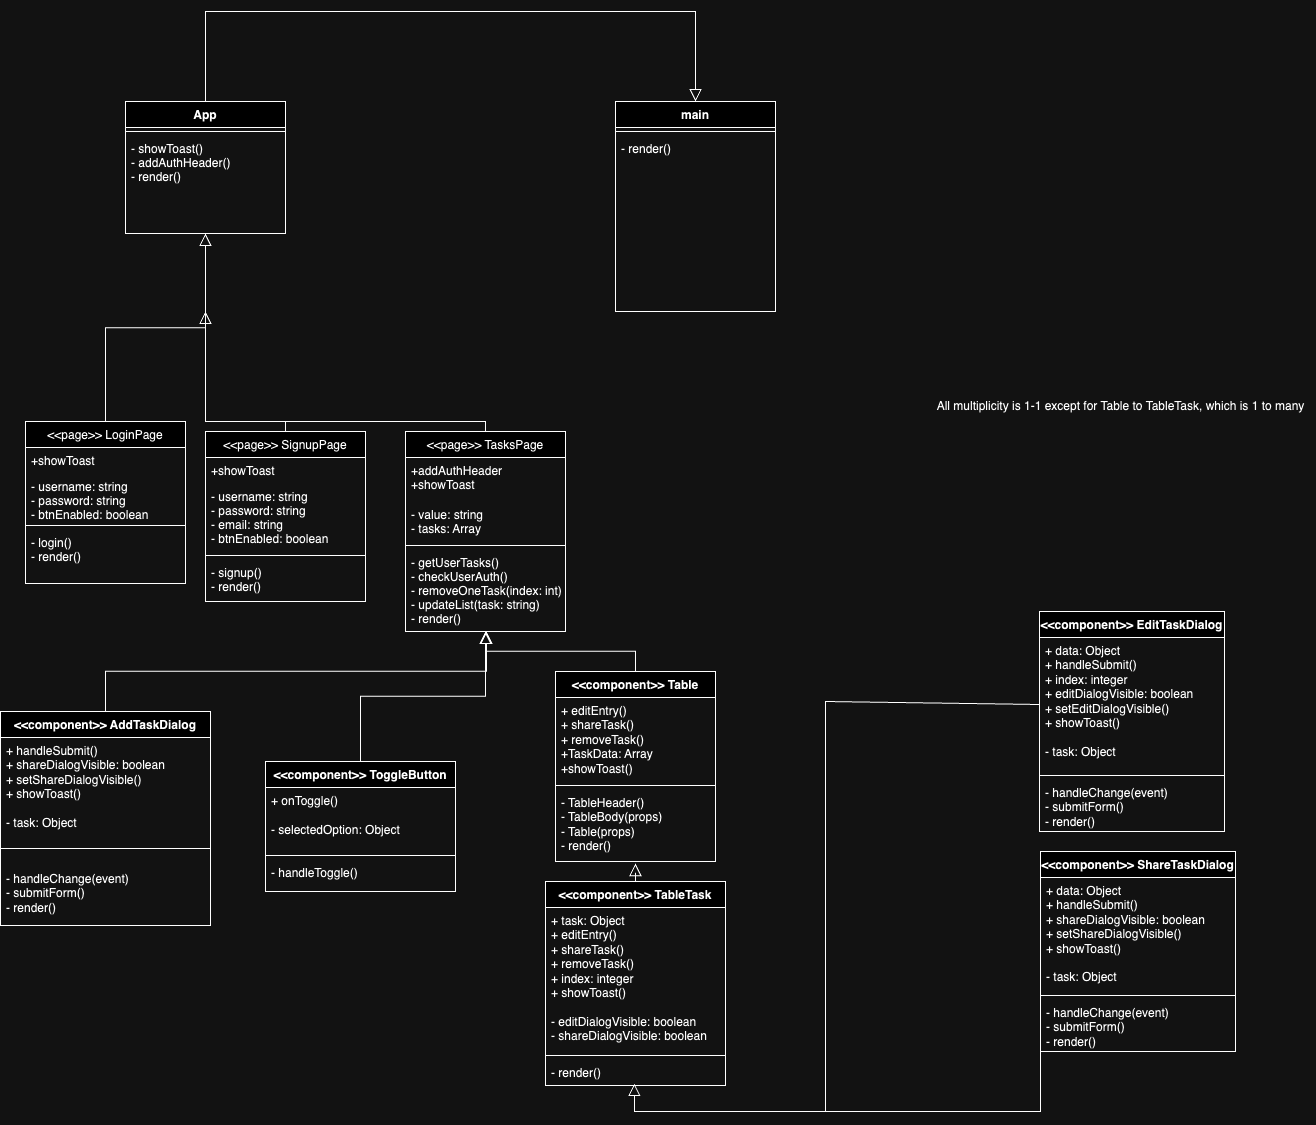 App
- showToast()
- addAuthHeader()
- render()
main
- render()
All multiplicity is 1-1 except for Table to TableTask, which is 1 to many
<<page>> LoginPage
+showToast
- username: string
- password: string
- btnEnabled: boolean
- login()
- render()
<<page>> SignupPage
+showToast
- username: string
- password: string
- email: string
- btnEnabled: boolean
- signup()
- render()
<<page>> TasksPage
+addAuthHeader
+showToast
- value: string
- tasks: Array
- getUserTasks()
- checkUserAuth()
- removeOneTask(index: int)
- updateList(task: string)
- render()
<<component>> AddTaskDialog
+ handleSubmit()
+ shareDialogVisible: boolean
+ setShareDialogVisible()
+ showToast()
- task: Object
- handleChange(event)
- submitForm()
- render()
<<component>> ToggleButton
+ onToggle()
- selectedOption: Object
- handleToggle()
<<component>> Table
+ editEntry()
+ shareTask()
+ removeTask()
+TaskData: Array
+showToast()
- TableHeader()
- TableBody(props)
- Table(props)
- render()
<<component>> TableTask
+ task: Object
+ editEntry()
+ shareTask()
+ removeTask()
+ index: integer
+ showToast()
- editDialogVisible: boolean
- shareDialogVisible: boolean
- render()
<<component>> EditTaskDialog
+ data: Object
+ handleSubmit()
+ index: integer
+ editDialogVisible: boolean
+ setEditDialogVisible()
+ showToast()
- task: Object
- handleChange(event)
- submitForm()
- render()
<<component>> ShareTaskDialog
+ data: Object
+ handleSubmit()
+ shareDialogVisible: boolean
+ setShareDialogVisible()
+ showToast()
- task: Object
- handleChange(event)
- submitForm()
- render()